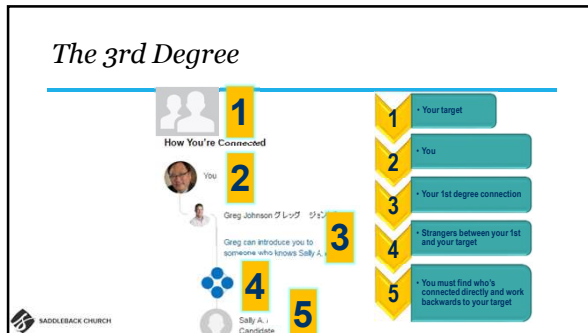 The 3rd Degree
1
How You're Connected
You
2
Greg Johnson グレッグ ジョン
Greg can introduce you to
3
someone who knows Sally A.
4
Sally A.
5
Candidate
1
• Your target
2
• You
3
• Your 1st degree connection
4
• Strangers between your 1st
and your target
5
• You must find who's
connected directly and work
backwards to your target
SADDLEBACK CHURCH